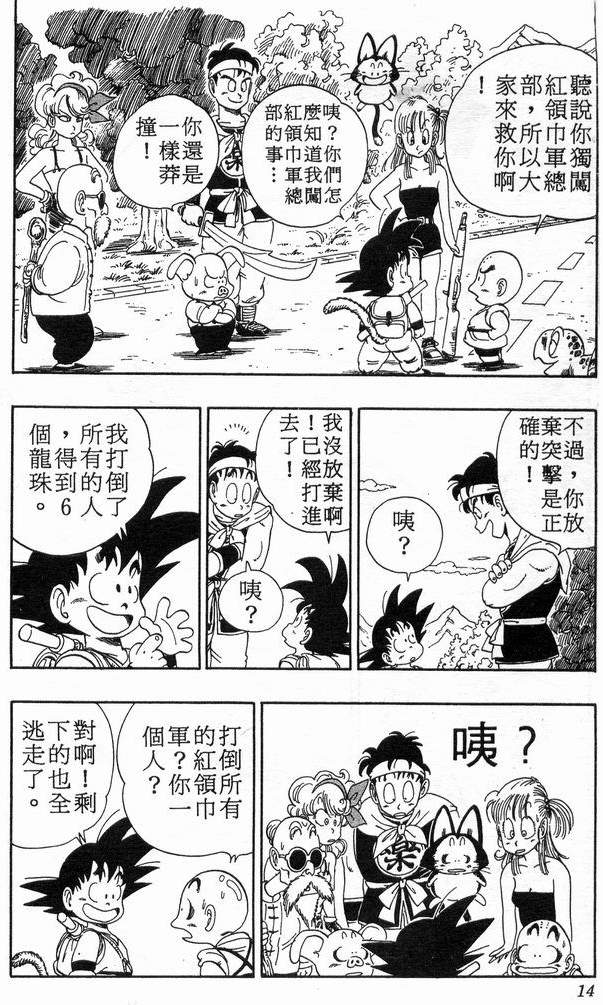 聽說你獨闖
紅領巾軍總
部，所以大
家來救你啊
！
咦？你們怎
麼知道我闖
紅領巾軍總
部的事…
你還是
一樣莽
撞！
樂
不過，你放
棄突擊是正
確的！
咦？
我沒放棄啊
！已經打進
去了！
咦？
我打倒了
所有的人
，得到6
個龍珠。
咦？
樂
打倒所有
的紅領巾
軍？你一
個人？
對啊！剩
下的也全
逃走了。
14